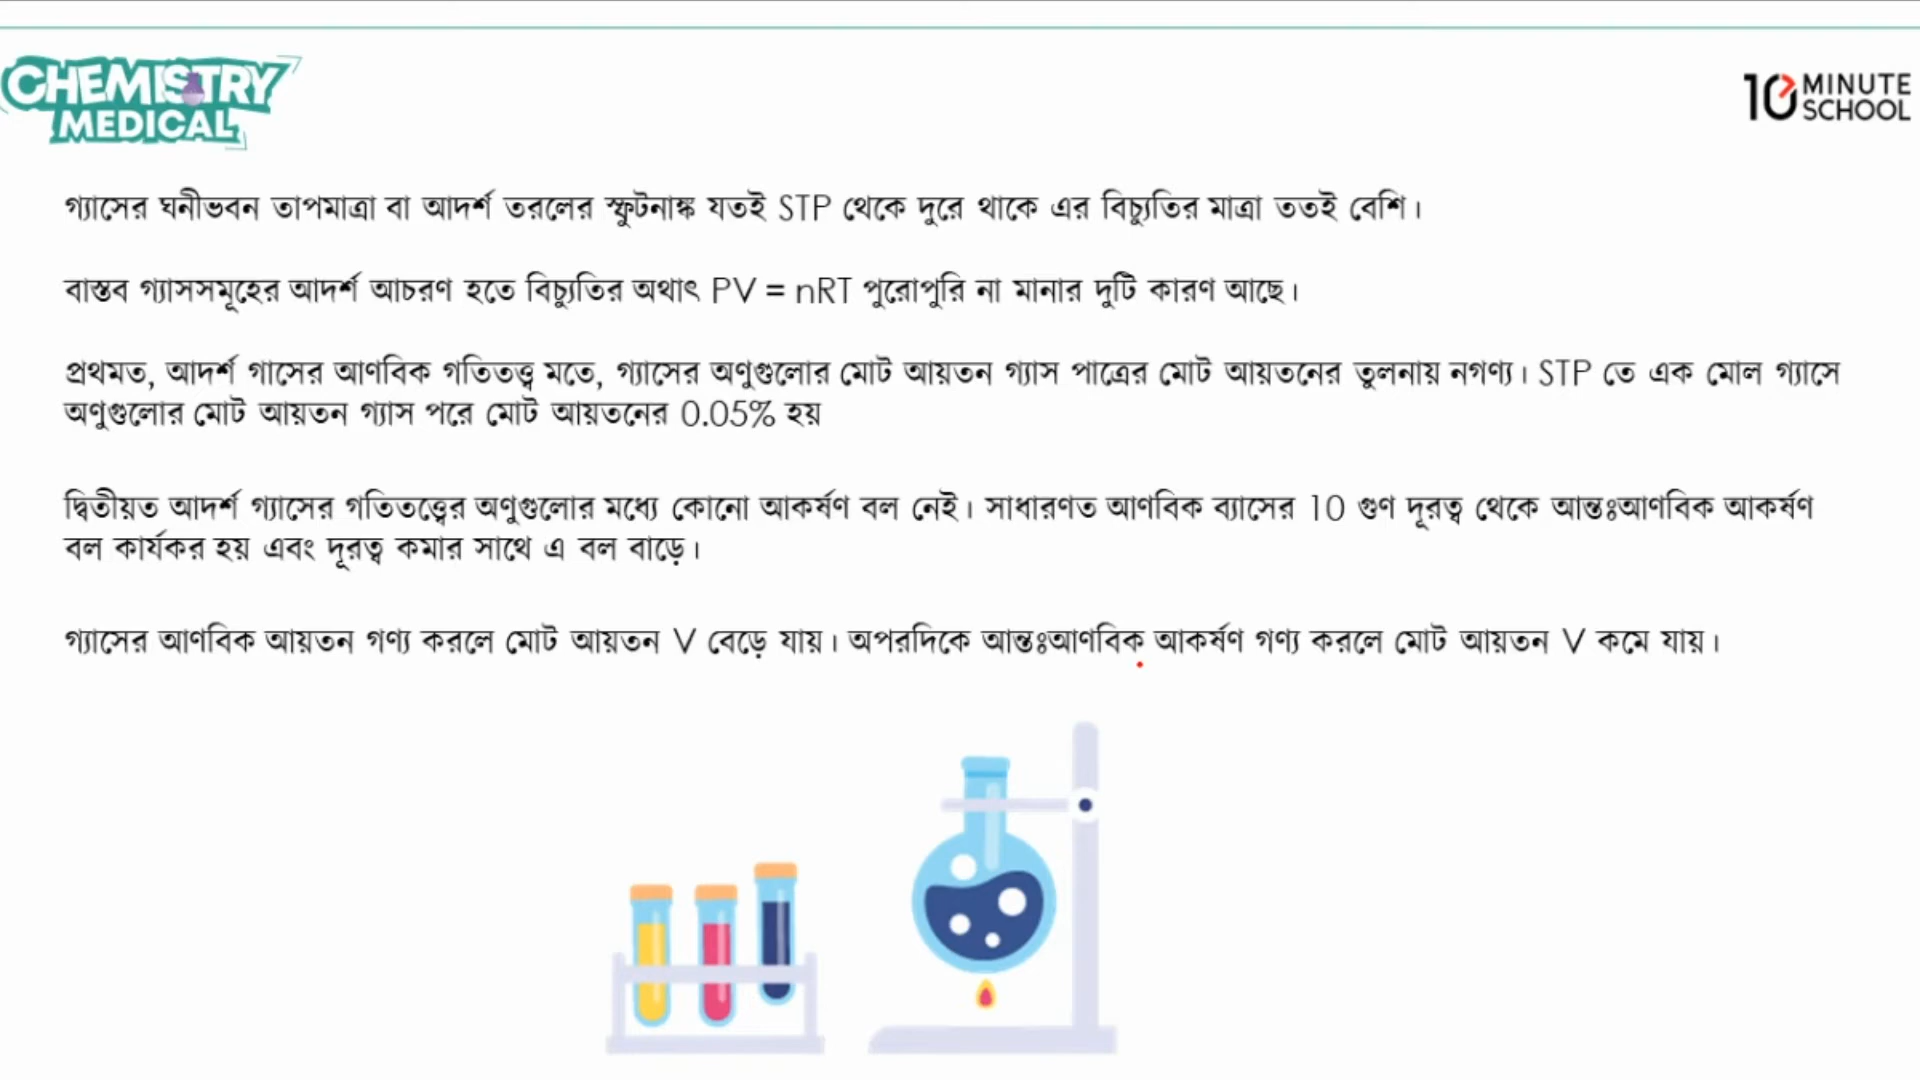 CHEMISTRY
MEDICAL
10 MINUTE
SCHOOL
গ্যাসের ঘনীভবন তাপমাত্রা বা আদর্শ তরলের স্ফুটনাঙ্ক যতই STP থেকে দুরে থাকে এর বিচ্যুতির মাত্রা ততই বেশি।
বাস্তব গ্যাসসমূহের আদর্শ আচরণ হতে বিচ্যুতির অথাৎ PV = nRT পুরোপুরি না মানার দুটি কারণ আছে।
প্রথমত, আদর্শ গাসের আণবিক গতিতত্ত্ব মতে, গ্যাসের অণুগুলোর মোট আয়তন গ্যাস পাত্রের মোট আয়তনের তুলনায় নগণ্য। STP তে এক মোল গ্যাসে
অণুগুলোর মোট আয়তন গ্যাস পরে মোট আয়তনের 0.05% হয়
দ্বিতীয়ত আদর্শ গ্যাসের গতিতত্ত্বের অণুগুলোর মধ্যে কোনো আকর্ষণ বল নেই। সাধারণত আণবিক ব্যাসের 10 গুণ দূরত্ব থেকে আন্তঃআণবিক আকর্ষণ
বল কার্যকর হয় এবং দূরত্ব কমার সাথে এ বল বাড়ে।
গ্যাসের আণবিক আয়তন গণ্য করলে মোট আয়তন V বেড়ে যায়। অপরদিকে আন্তঃআণবিক আকর্ষণ গণ্য করলে মোট আয়তন V কমে যায়।